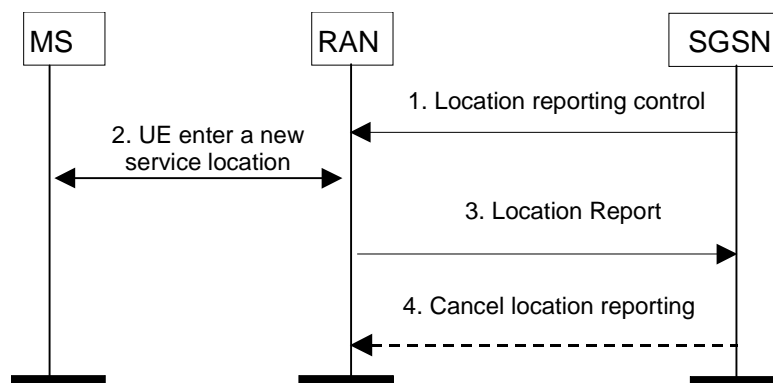 MS
RAN
SGSN
1. Location reporting control
2. UE enter a new
service location
3. Location Report
4. Cancel location reporting